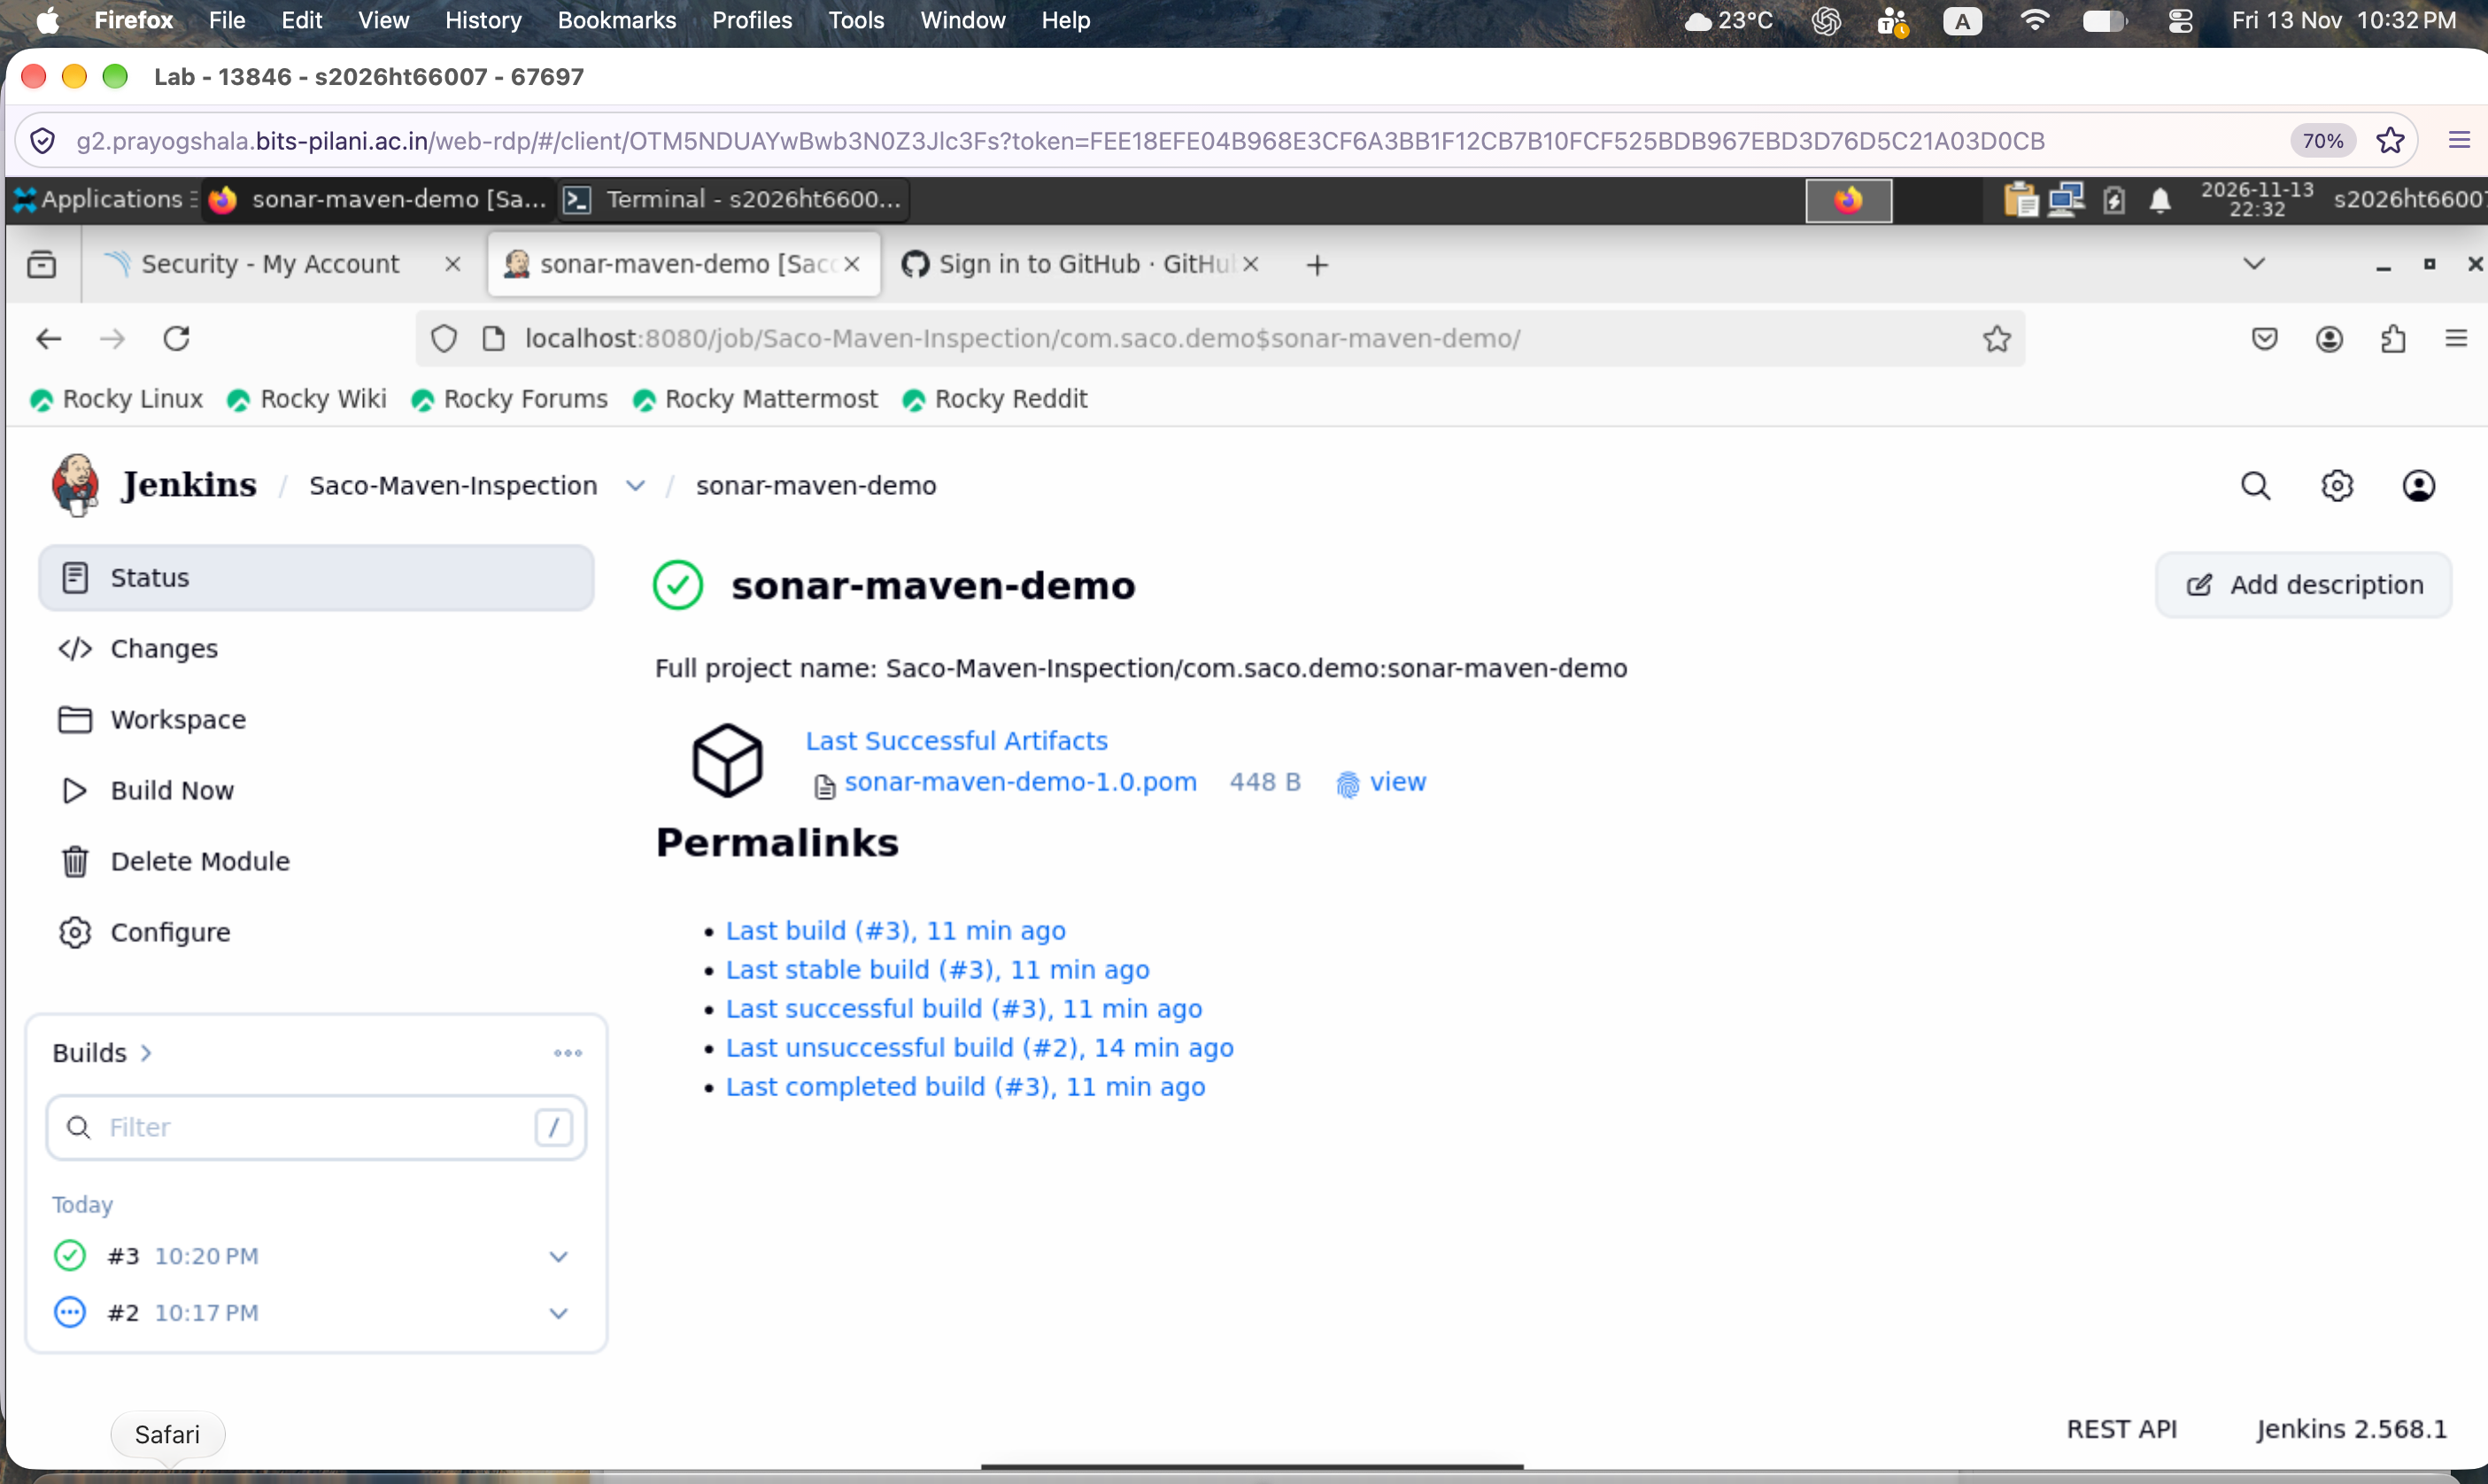 Firefox File Edit View History Bookmarks Profiles Tools Window Help 23°C A Fri 13 Nov 10:32 PM
Lab - 13846 - s2026ht66007 - 67697
g2.prayogshala.bits-pilani.ac.in/web-rdp/#/client/OTM5NDUAYwBwb3N0Z3Jlc3Fs?token=FEE18EFE04B968E3CF6A3BB1F12CB7B10FCF525BDB967EBD3D76D5C21A03D0CB 70%
Applications sonar-maven-demo [Sa... Terminal - s2026ht6600... 2026-11-13 22:32 s2026ht66007
Security - My Account sonar-maven-demo [Sac Sign in to GitHub · GitHu
localhost:8080/job/Saco-Maven-Inspection/com.saco.demo$sonar-maven-demo/
Rocky Linux Rocky Wiki Rocky Forums Rocky Mattermost Rocky Reddit
Jenkins / Saco-Maven-Inspection / sonar-maven-demo
Status
Changes
Workspace
Build Now
Delete Module
Configure
Builds
Filter /
Today
#3 10:20 PM
#2 10:17 PM
sonar-maven-demo
Add description
Full project name: Saco-Maven-Inspection/com.saco.demo:sonar-maven-demo
Last Successful Artifacts
sonar-maven-demo-1.0.pom 448 B view
Permalinks
Last build (#3), 11 min ago
Last stable build (#3), 11 min ago
Last successful build (#3), 11 min ago
Last unsuccessful build (#2), 14 min ago
Last completed build (#3), 11 min ago
REST API Jenkins 2.568.1
Safari